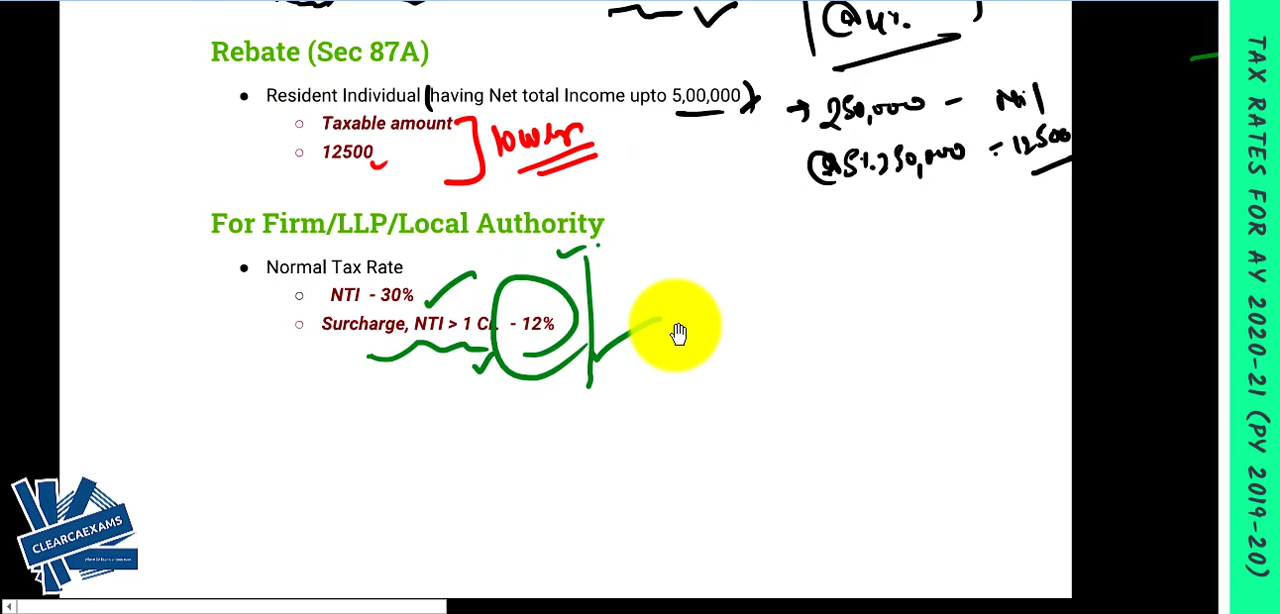 @4%
Rebate (Sec 87A)
● Resident Individual (having Net total Income upto 5,00,000)
○ Taxable amount
○ 12500
lower
→ 250,000 - Nil
@5% 250,000 = 12500
For Firm/LLP/Local Authority
● Normal Tax Rate
○ NTI - 30%
○ Surcharge, NTI > 1 Cr. - 12%
CLEARCAEXAMS
TAX RATES FOR AY 2020-21 (PY 2019-20)